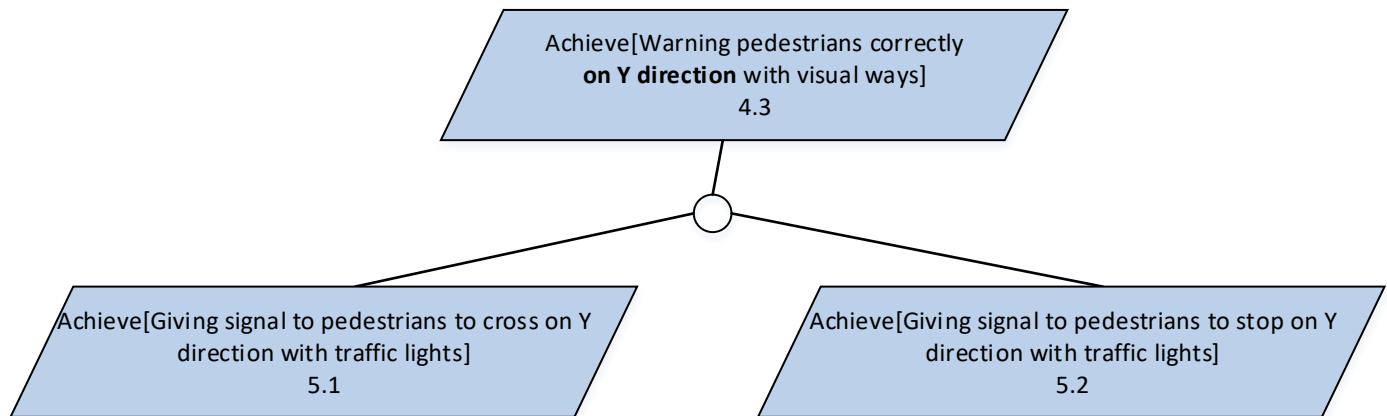 Achieve[Warning pedestrians correctly
on Y direction with visual ways]
4.3
Achieve[Giving signal to pedestrians to cross on Y
direction with traffic lights]
5.1
Achieve[Giving signal to pedestrians to stop on Y
direction with traffic lights]
5.2